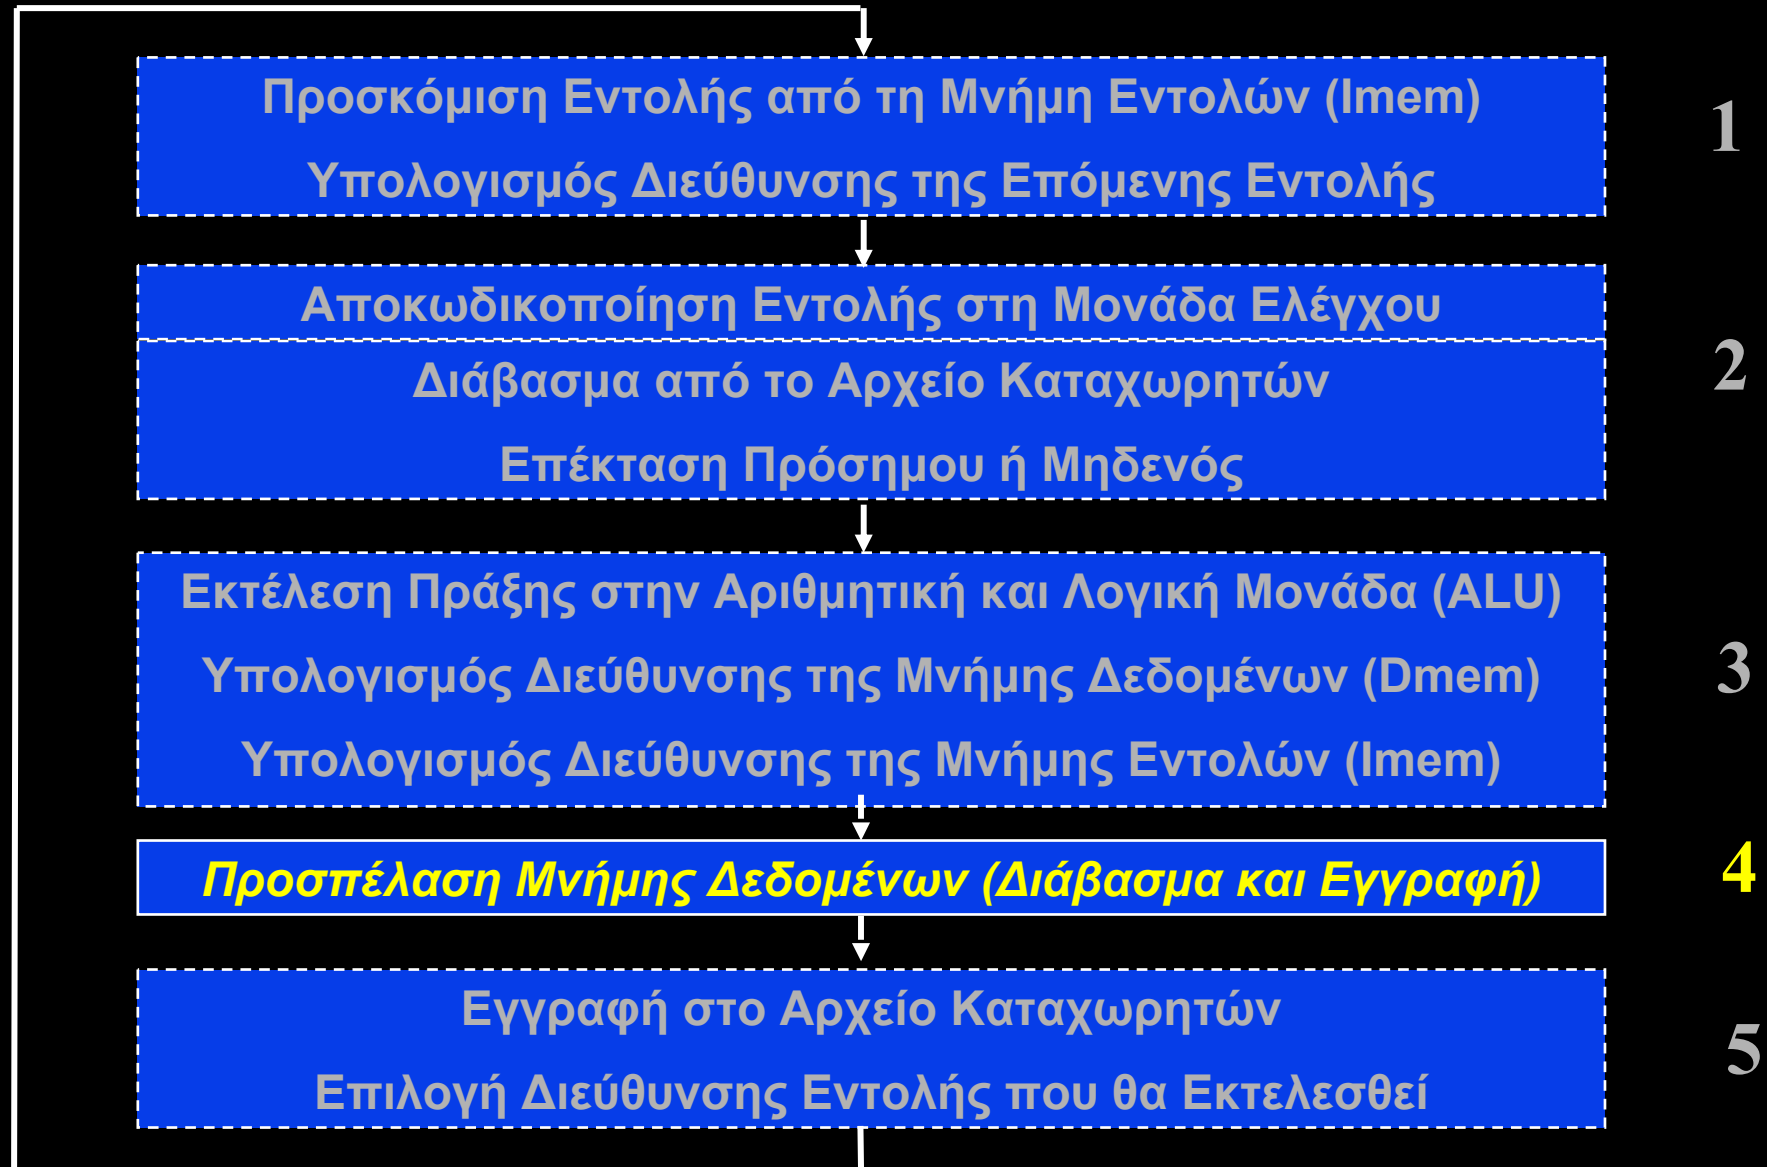 Προσκόμιση Εντολής από τη Μνήμη Εντολών (Imem)
Υπολογισμός Διεύθυνσης της Επόμενης Εντολής
1
Αποκωδικοποίηση Εντολής στη Μονάδα Ελέγχου
Διάβασμα από το Αρχείο Καταχωρητών
Επέκταση Πρόσημου ή Μηδενός
2
Εκτέλεση Πράξης στην Αριθμητική και Λογική Μονάδα (ALU)
Υπολογισμός Διεύθυνσης της Μνήμης Δεδομένων (Dmem)
Υπολογισμός Διεύθυνσης της Μνήμης Εντολών (Imem)
3
Προσπέλαση Μνήμης Δεδομένων (Διάβασμα και Εγγραφή)
4
Εγγραφή στο Αρχείο Καταχωρητών
Επιλογή Διεύθυνσης Εντολής που θα Εκτελεσθεί
5